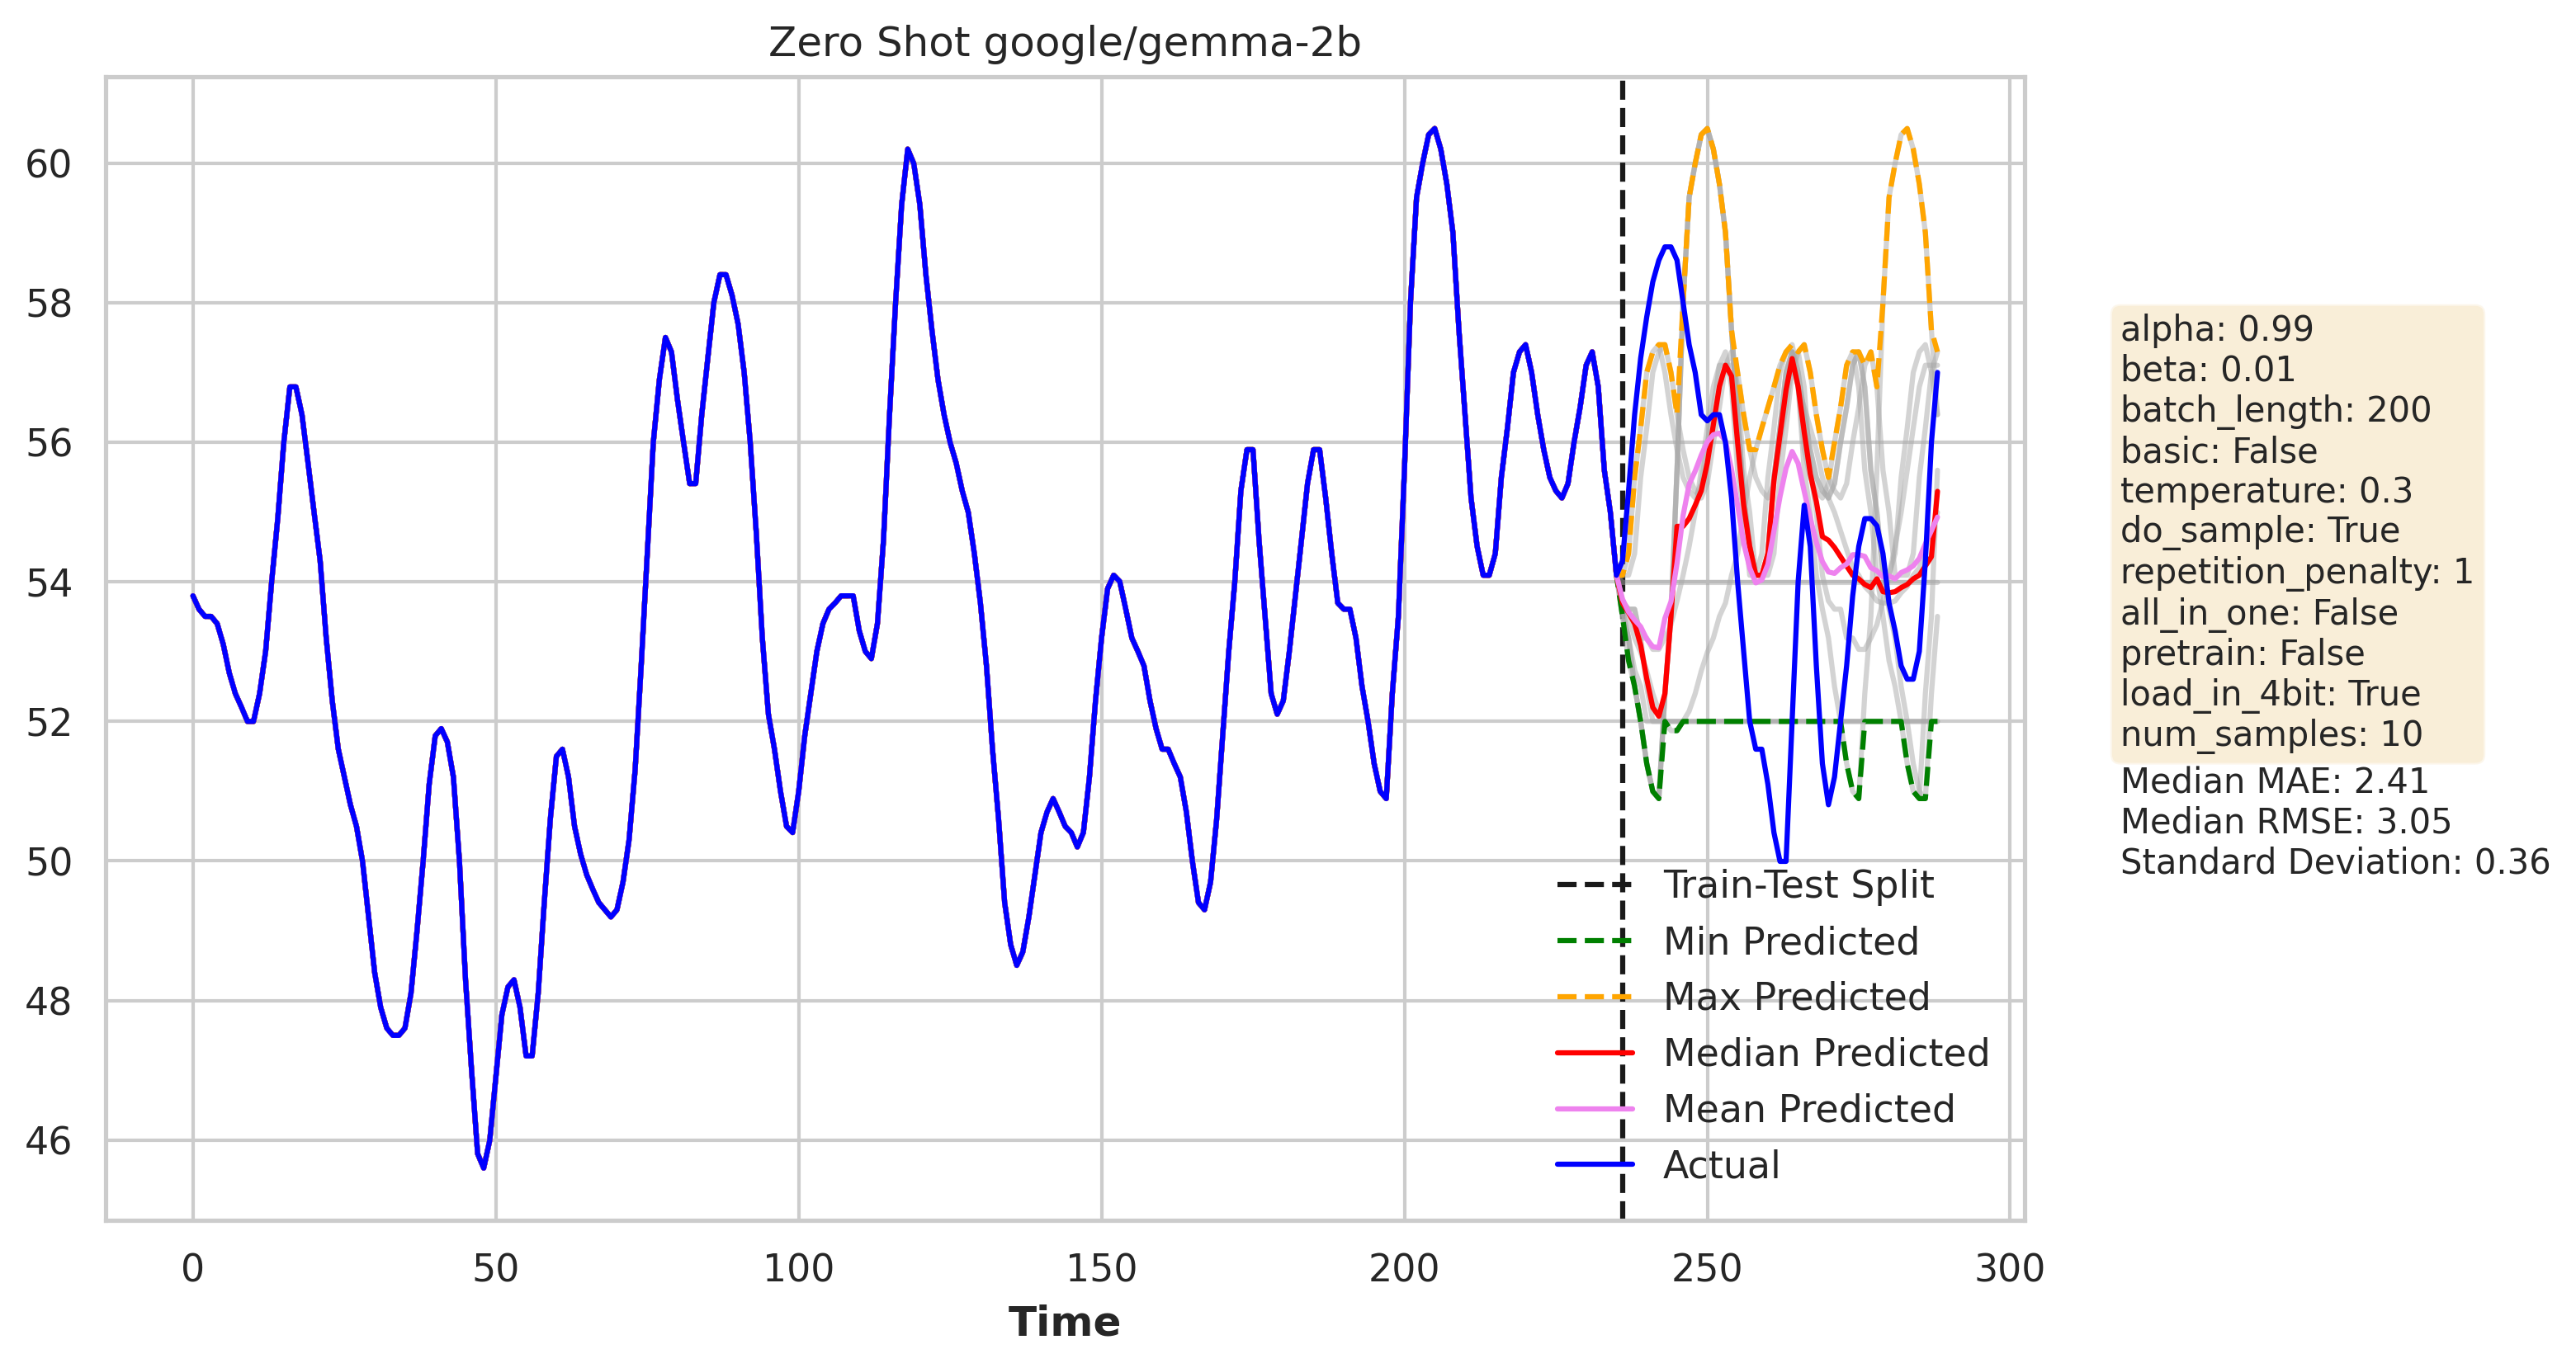 Zero Shot google/gemma-2b
60
58
56
54
52
50
48
46
0 50 100 150 200 250 300
Time
Train-Test Split
Min Predicted
Max Predicted
Median Predicted
Mean Predicted
Actual
alpha: 0.99
beta: 0.01
batch_length: 200
basic: False
temperature: 0.3
do_sample: True
repetition_penalty: 1
all_in_one: False
pretrain: False
load_in_4bit: True
num_samples: 10
Median MAE: 2.41
Median RMSE: 3.05
Standard Deviation: 0.36